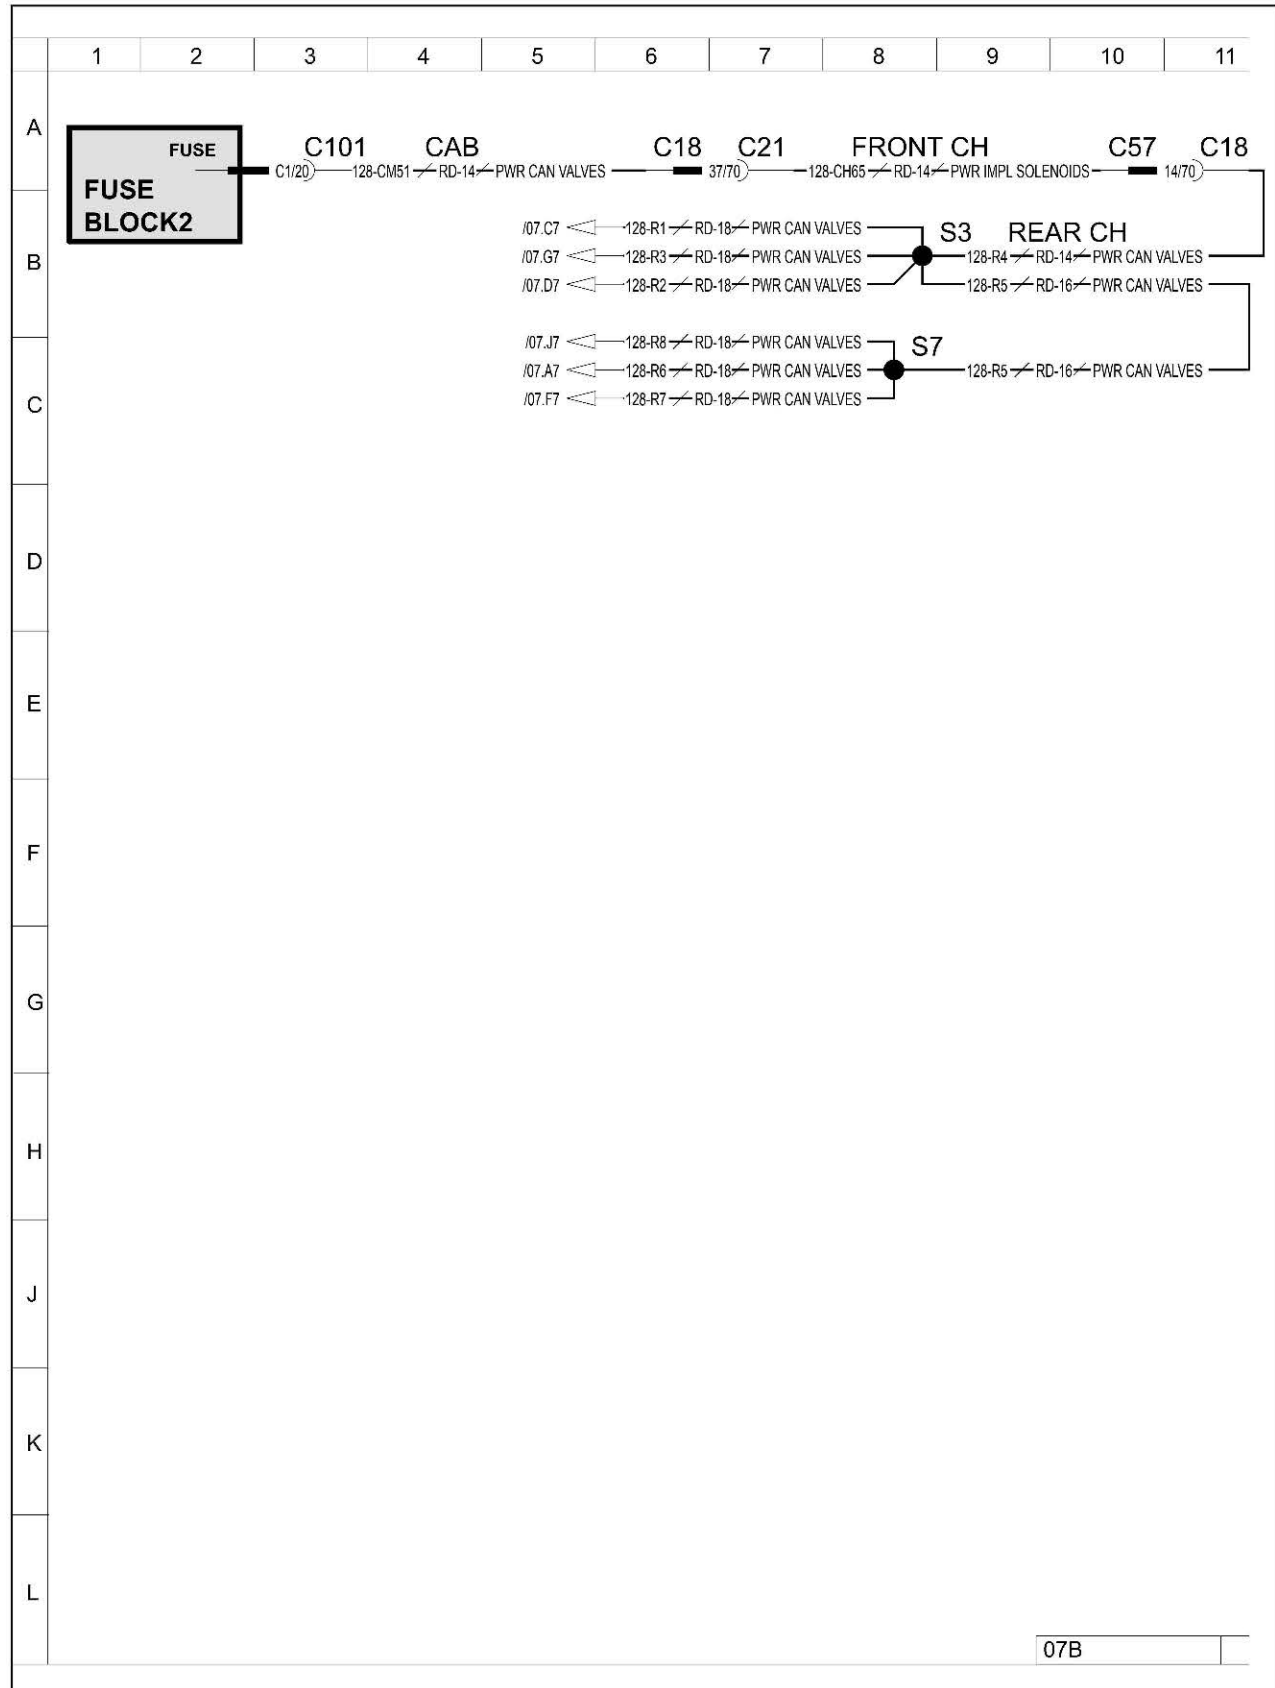 1 2 3 4 5 6 7 8 9 10 11
A
C101 CAB C18 C21 FRONT CH C57 C18
FUSE
C1/20 128-CM51 RD-14 PWR CAN VALVES 37/70 128-CH65 RD-14 PWR IMPL SOLENOIDS 14/70
FUSE
BLOCK2
/07.C7 128-R1 RD-18 PWR CAN VALVES S3 REAR CH
B /07.G7 128-R3 RD-18 PWR CAN VALVES 128-R4 RD-14 PWR CAN VALVES
/07.D7 128-R2 RD-18 PWR CAN VALVES 128-R5 RD-16 PWR CAN VALVES
/07.J7 128-R8 RD-18 PWR CAN VALVES S7
/07.A7 128-R6 RD-18 PWR CAN VALVES 128-R5 RD-16 PWR CAN VALVES
C /07.F7 128-R7 RD-18 PWR CAN VALVES
D
E
F
G
H
J
K
L
07B